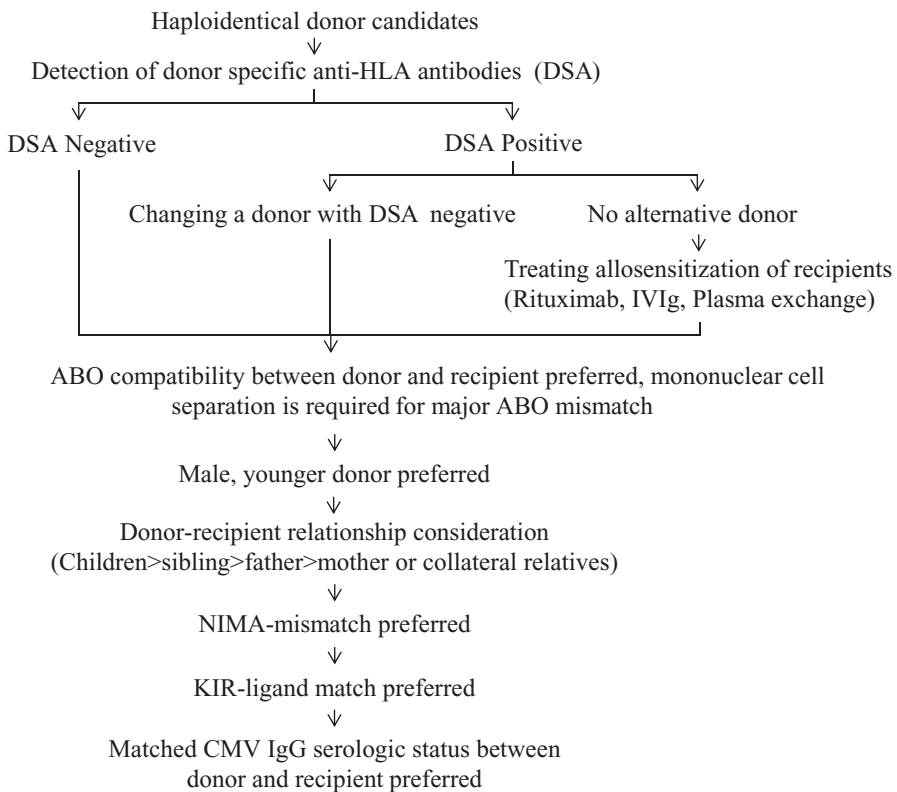 Haploidentical donor candidates
Detection of donor specific anti-HLA antibodies (DSA)
DSA Negative
DSA Positive
Changing a donor with DSA negative
No alternative donor
Treating allosensitization of recipients
(Rituximab, IVIg, Plasma exchange)
ABO compatibility between donor and recipient preferred, mononuclear cell
separation is required for major ABO mismatch
Male, younger donor preferred
Donor-recipient relationship consideration
(Children>sibling>father>mother or collateral relatives)
NIMA-mismatch preferred
KIR-ligand match preferred
Matched CMV IgG serologic status between
donor and recipient preferred